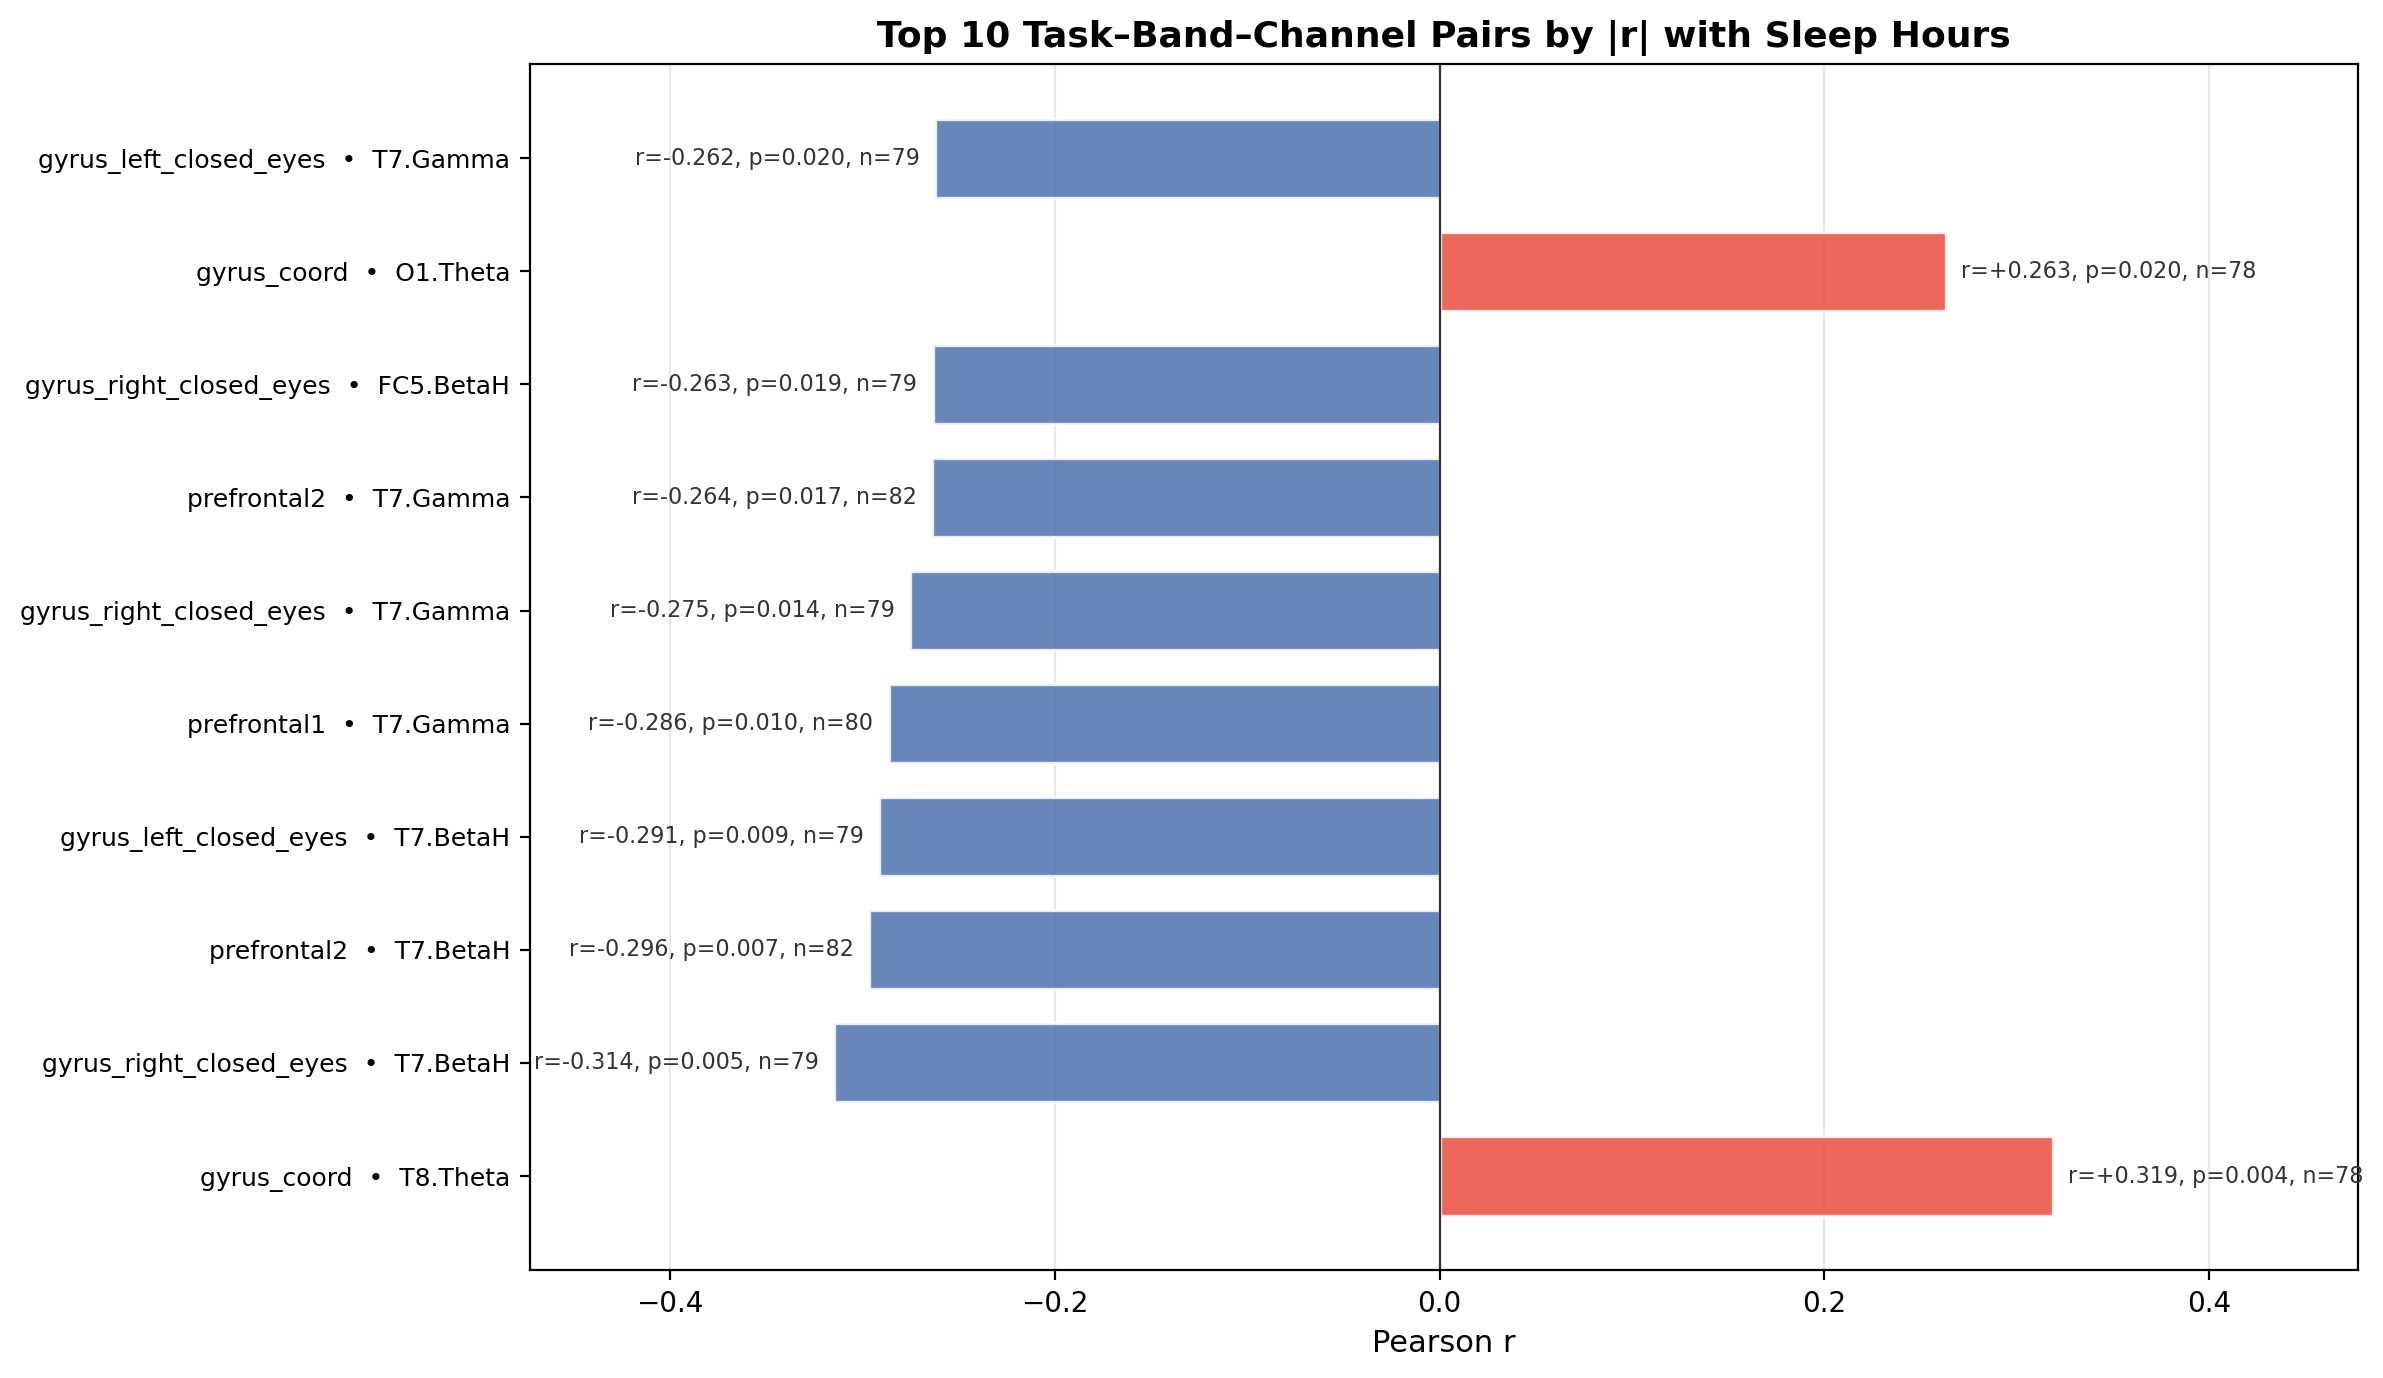 Top 10 Task–Band–Channel Pairs by |r| with Sleep Hours
gyrus_left_closed_eyes • T7.Gamma
r=-0.262, p=0.020, n=79
gyrus_coord • O1.Theta
r=+0.263, p=0.020, n=78
gyrus_right_closed_eyes • FC5.BetaH
r=-0.263, p=0.019, n=79
prefrontal2 • T7.Gamma
r=-0.264, p=0.017, n=82
gyrus_right_closed_eyes • T7.Gamma
r=-0.275, p=0.014, n=79
prefrontal1 • T7.Gamma
r=-0.286, p=0.010, n=80
gyrus_left_closed_eyes • T7.BetaH
r=-0.291, p=0.009, n=79
prefrontal2 • T7.BetaH
r=-0.296, p=0.007, n=82
gyrus_right_closed_eyes • T7.BetaH
r=-0.314, p=0.005, n=79
gyrus_coord • T8.Theta
r=+0.319, p=0.004, n=78
−0.4 −0.2 0.0 0.2 0.4
Pearson r